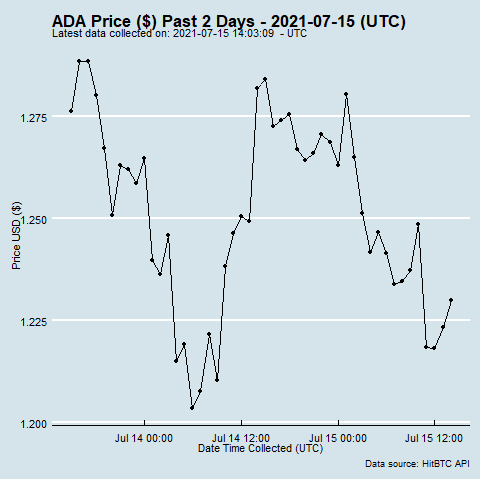 ADA Price ($) Past 2 Days - 2021-07-15 (UTC)
Latest data collected on: 2021-07-15 14:03:09 - UTC
1.275
1.250
1.225
1.200
Price USD ($)
Jul 14 00:00
Jul 14 12:00
Jul 15 00:00
Jul 15 12:00
Date Time Collected (UTC)
Data source: HitBTC API